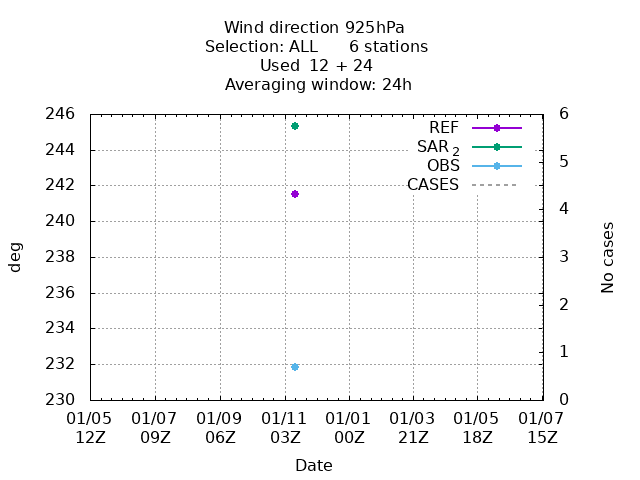 Wind direction 925hPa
Selection: ALL      6 stations
Used  12 + 24
Averaging window: 24h
246
244
242
240
238
236
234
232
230
deg
6
5
4
3
2
1
0
No cases
REF
SAR 2
OBS
CASES
01/05 01/07 01/09 01/11 01/01 01/03 01/05 01/07
12Z 09Z 06Z 03Z 00Z 21Z 18Z 15Z
Date